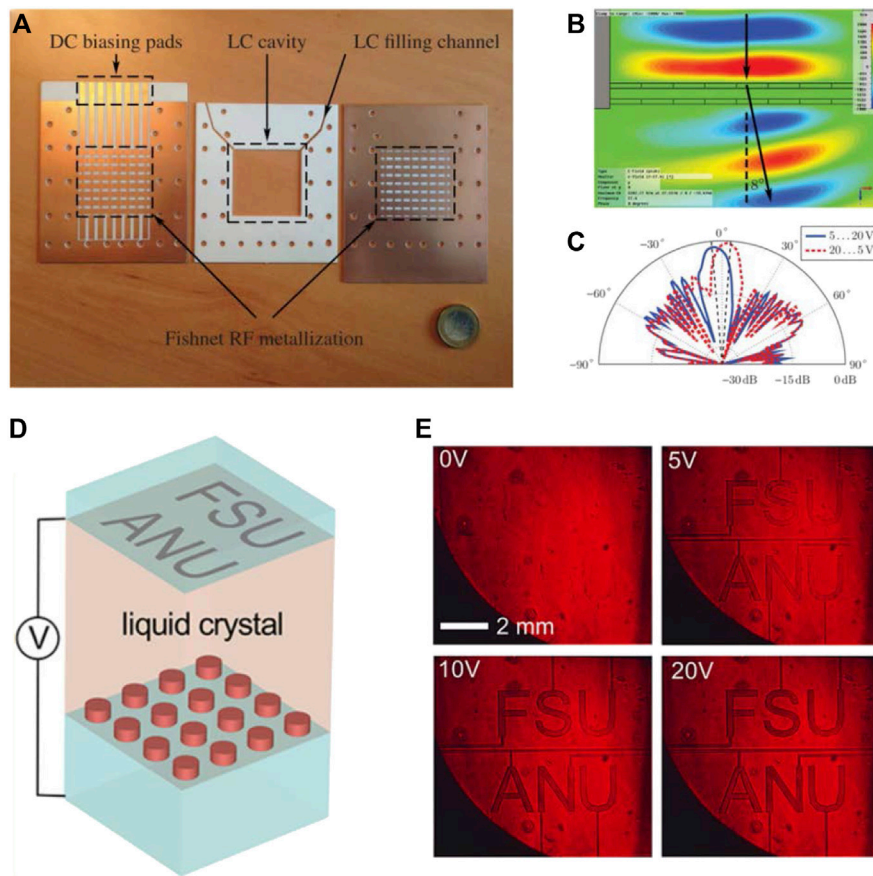 A
DC biasing pads
LC cavity
LC filling channel
Fishnet RF metallization
B
8°
C
5...20 V
20...5 V
0°
-30°
30°
-60°
60°
-90°
90°
-30 dB
-15 dB
0 dB
D
FSU
ANU
V
liquid crystal
E
0V
2 mm
5V
FSU
ANU
10V
FSU
ANU
20V
FSU
ANU